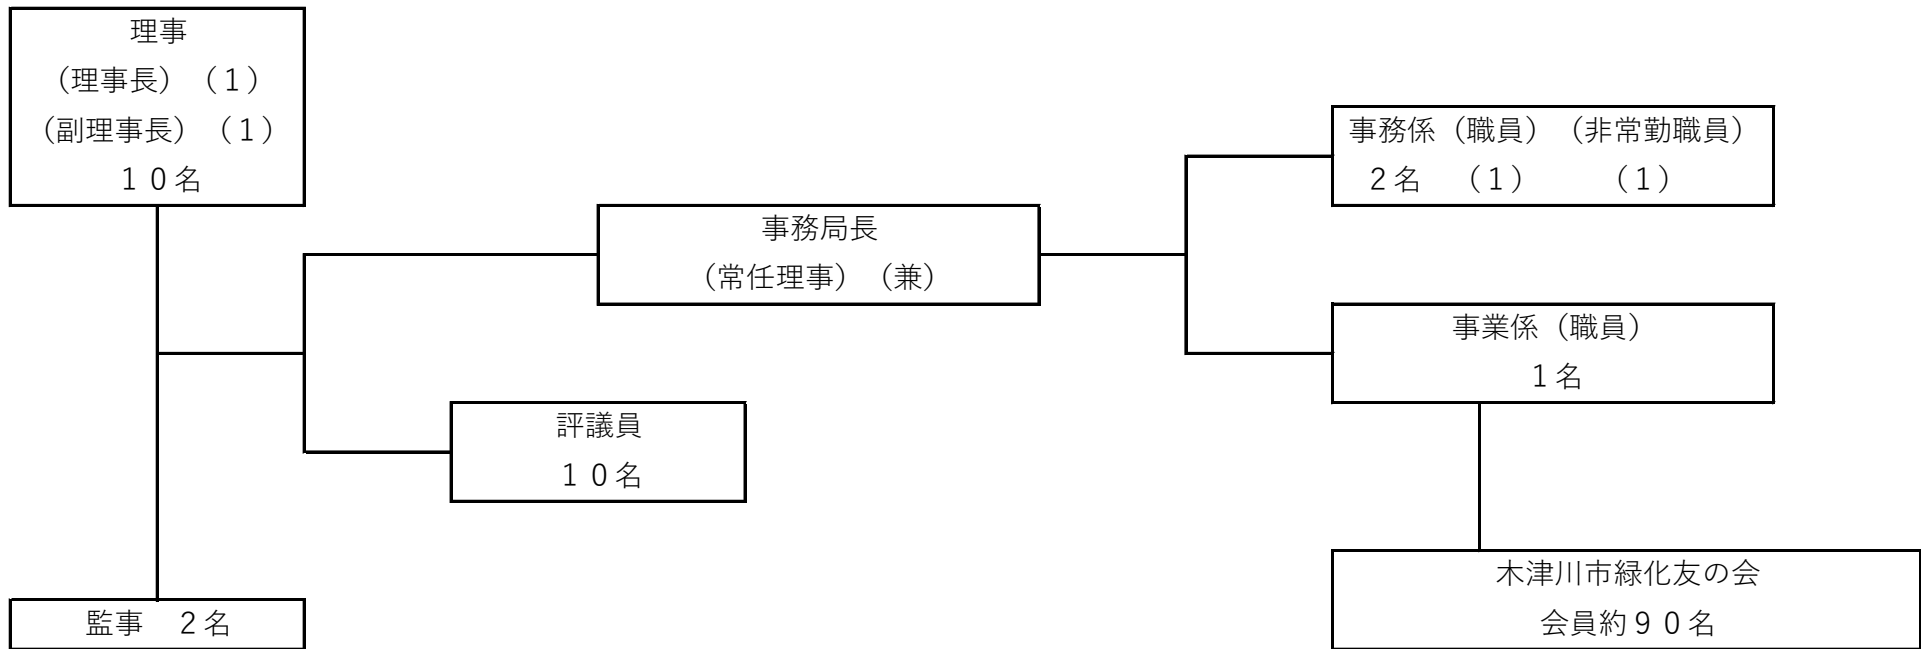 理事
（理事長）（１）
（副理事長）（１）
１０名
事務係（職員）（非常勤職員）
２名　（１）　　（１）
事務局長
（常任理事）（兼）
事業係（職員）
１名
評議員
１０名
木津川市緑化友の会
会員約９０名
監事　２名